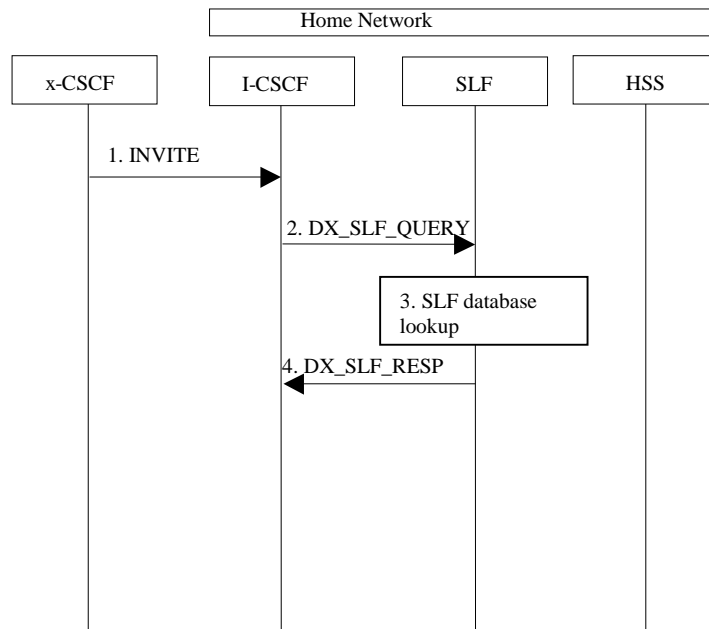 Home Network
x-CSCF
I-CSCF
SLF
HSS
1. INVITE
2. DX_SLF_QUERY
3. SLF database
lookup
4. DX_SLF_RESP